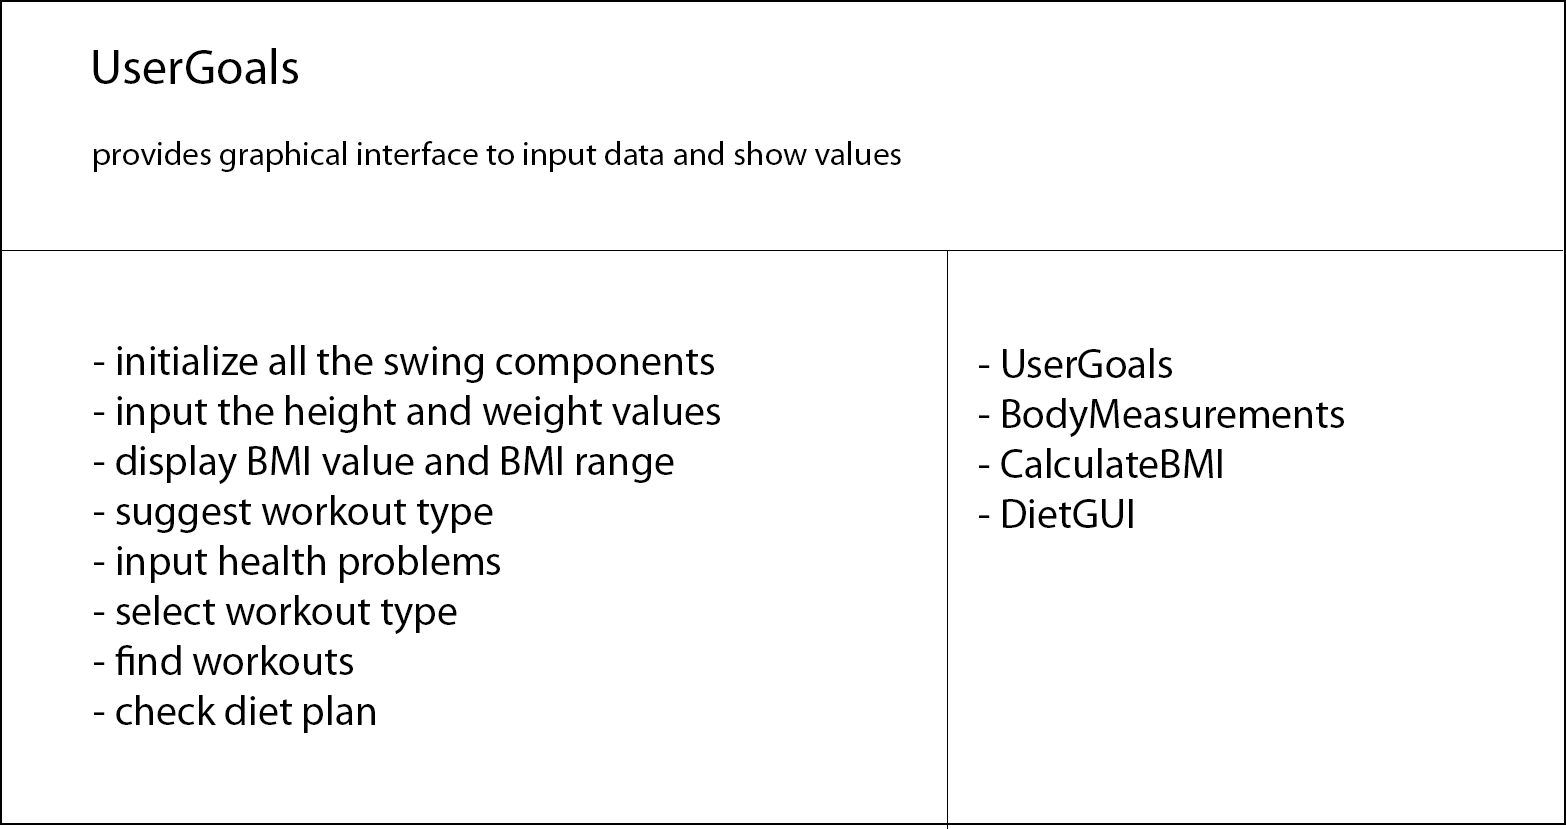 UserGoals
provides graphical interface to input data and show values
- initialize all the swing components
- input the height and weight values
- display BMI value and BMI range
- suggest workout type
- input health problems
- select workout type
- find workouts
- check diet plan
- UserGoals
- BodyMeasurements
- CalculateBMI
- DietGUI